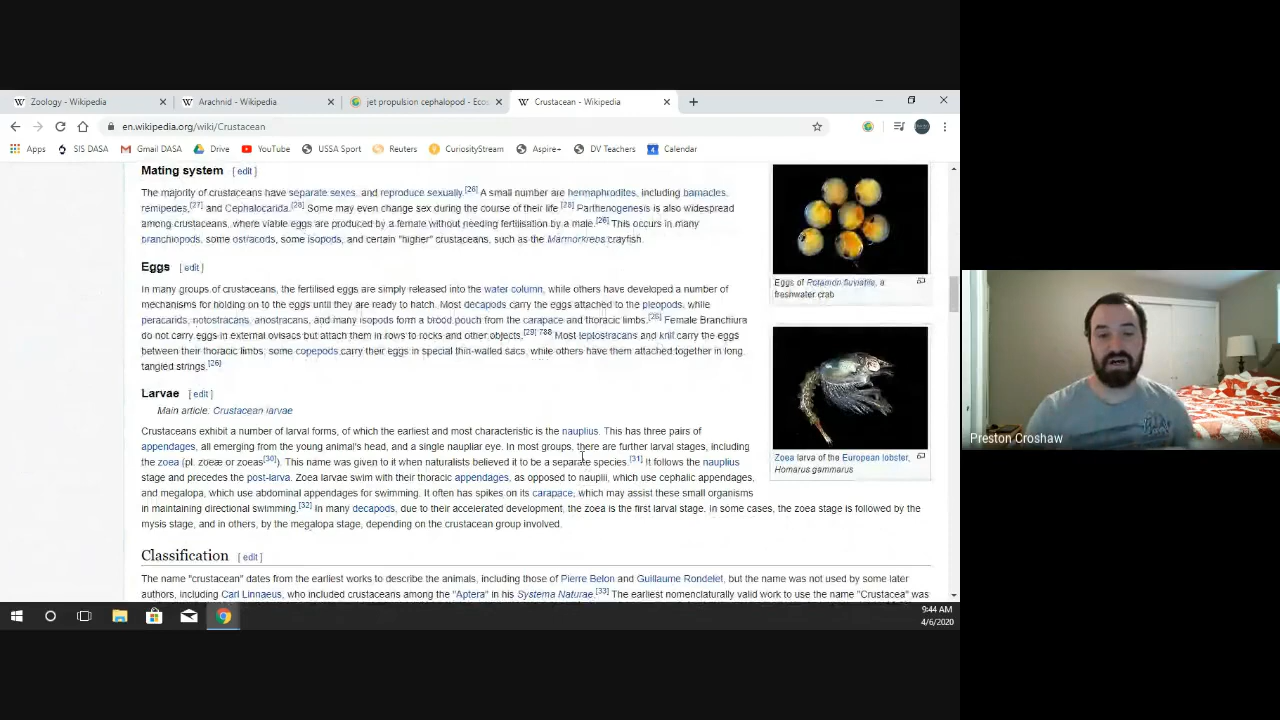 Zoology - Wikipedia
Arachnid - Wikipedia
jet propulsion cephalopod - Ecos
Crustacean - Wikipedia
en.wikipedia.org/wiki/Crustacean
Apps SIS DASA Gmail DASA Drive YouTube USSA Sport Reuters CuriosityStream Aspire+ DV Teachers Calendar
Mating system [ edit ]
The majority of crustaceans have separate sexes, and reproduce sexually.[26] A small number are hermaphrodites, including barnacles,
remipedes,[27] and Cephalocarida.[28] Some may even change sex during the course of their life.[28] Parthenogenesis is also widespread
among crustaceans, where viable eggs are produced by a female without needing fertilisation by a male.[26] This occurs in many
branchiopods, some ostracods, some isopods, and certain "higher" crustaceans, such as the Marmorkrebs crayfish.
Eggs [ edit ]
In many groups of crustaceans, the fertilised eggs are simply released into the water column, while others have developed a number of
mechanisms for holding on to the eggs until they are ready to hatch. Most decapods carry the eggs attached to the pleopods, while
peracarids, notostracans, anostracans, and many isopods form a brood pouch from the carapace and thoracic limbs.[26] Female Branchiura
do not carry eggs in external ovisacs but attach them in rows to rocks and other objects.[29]:788 Most leptostracans and krill carry the eggs
between their thoracic limbs; some copepods carry their eggs in special thin-walled sacs, while others have them attached together in long,
tangled strings.[26]
Eggs of Potamon fluviatile, a
freshwater crab
Larvae [ edit ]
Main article: Crustacean larvae
Crustaceans exhibit a number of larval forms, of which the earliest and most characteristic is the nauplius. This has three pairs of
appendages, all emerging from the young animal's head, and a single naupliar eye. In most groups, there are further larval stages, including
the zoea (pl. zoeæ or zoeas[30]). This name was given to it when naturalists believed it to be a separate species.[31] It follows the nauplius
stage and precedes the post-larva. Zoea larvae swim with their thoracic appendages, as opposed to nauplii, which use cephalic appendages,
and megalopa, which use abdominal appendages for swimming. It often has spikes on its carapace, which may assist these small organisms
in maintaining directional swimming.[32] In many decapods, due to their accelerated development, the zoea is the first larval stage. In some cases, the zoea stage is followed by the
mysis stage, and in others, by the megalopa stage, depending on the crustacean group involved.
Zoea larva of the European lobster,
Homarus gammarus
Classification [ edit ]
The name "crustacean" dates from the earliest works to describe the animals, including those of Pierre Belon and Guillaume Rondelet, but the name was not used by some later
authors, including Carl Linnaeus, who included crustaceans among the "Aptera" in his Systema Naturae.[33] The earliest nomenclaturally valid work to use the name "Crustacea" was
9:44 AM
4/6/2020
Preston Croshaw